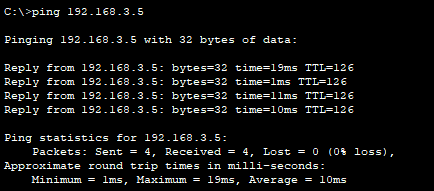 C:\>ping 192.168.3.5
Pinging 192.168.3.5 with 32 bytes of data:
Reply from 192.168.3.5: bytes=32 time=19ms TTL=126
Reply from 192.168.3.5: bytes=32 time=1ms TTL=126
Reply from 192.168.3.5: bytes=32 time=11ms TTL=126
Reply from 192.168.3.5: bytes=32 time=10ms TTL=126
Ping statistics for 192.168.3.5:
Packets: Sent = 4, Received = 4, Lost = 0 (0% loss),
Approximate round trip times in milli-seconds:
Minimum = 1ms, Maximum = 19ms, Average = 10ms